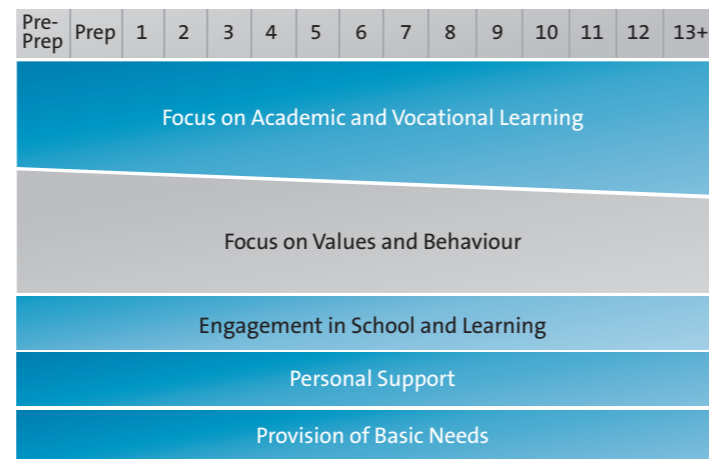 Pre-
Prep Prep 1 2 3 4 5 6 7 8 9 10 11 12 13+
Focus on Academic and Vocational Learning
Focus on Values and Behaviour
Engagement in School and Learning
Personal Support
Provision of Basic Needs